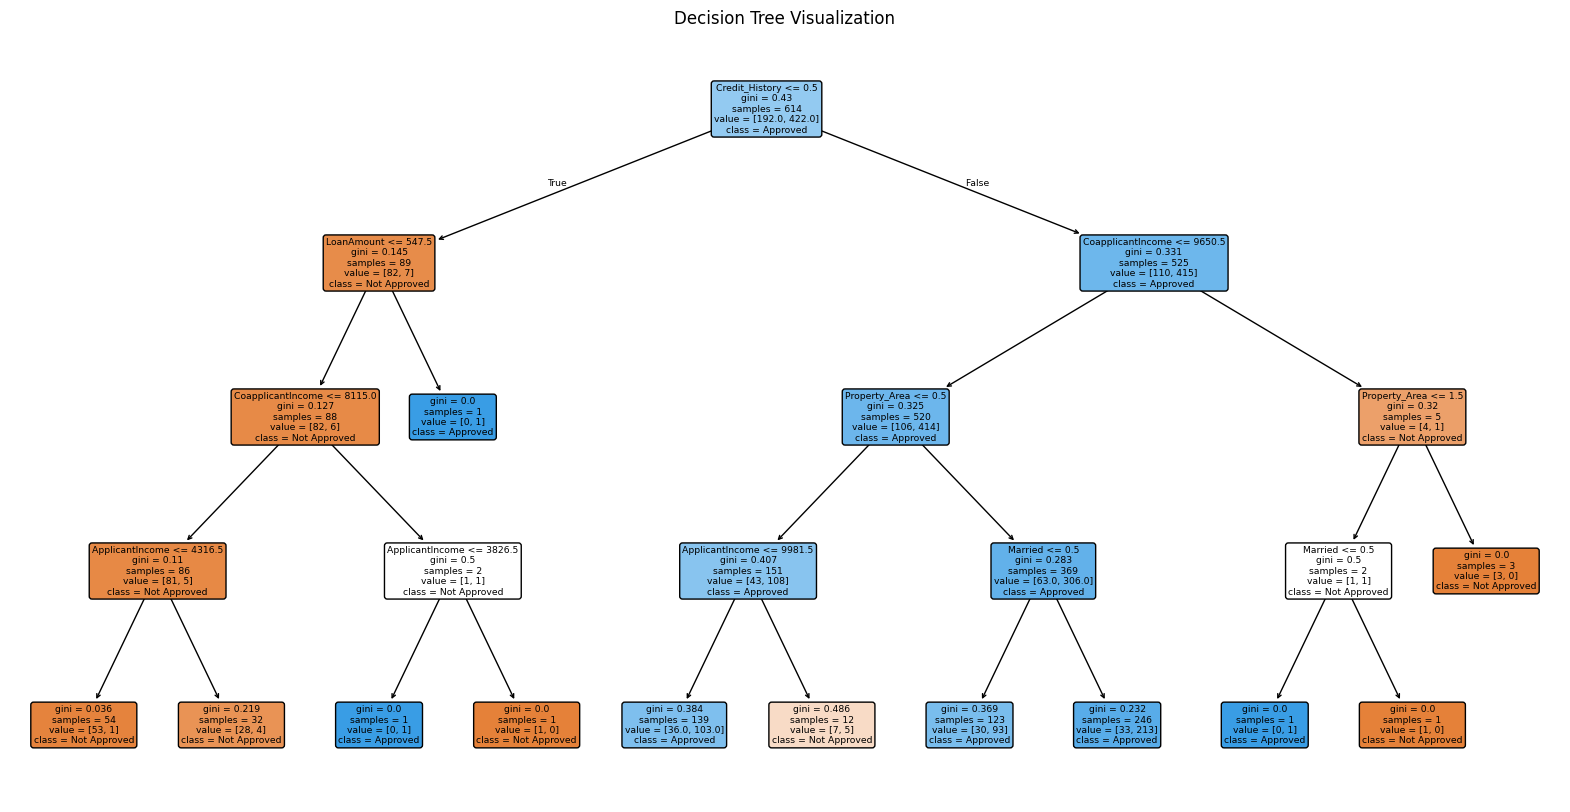 Decision Tree Visualization
Credit_History <= 0.5
gini = 0.43
samples = 614
value = [192.0, 422.0]
class = Approved
True
False
LoanAmount <= 547.5
gini = 0.145
samples = 89
value = [82, 7]
class = Not Approved
CoapplicantIncome <= 9650.5
gini = 0.331
samples = 525
value = [110, 415]
class = Approved
CoapplicantIncome <= 8115.0
gini = 0.127
samples = 88
value = [82, 6]
class = Not Approved
gini = 0.0
samples = 1
value = [0, 1]
class = Approved
Property_Area <= 0.5
gini = 0.325
samples = 520
value = [106, 414]
class = Approved
Property_Area <= 1.5
gini = 0.32
samples = 5
value = [4, 1]
class = Not Approved
ApplicantIncome <= 4316.5
gini = 0.11
samples = 86
value = [81, 5]
class = Not Approved
ApplicantIncome <= 3826.5
gini = 0.5
samples = 2
value = [1, 1]
class = Not Approved
ApplicantIncome <= 9981.5
gini = 0.407
samples = 151
value = [43, 108]
class = Approved
Married <= 0.5
gini = 0.283
samples = 369
value = [63.0, 306.0]
class = Approved
Married <= 0.5
gini = 0.5
samples = 2
value = [1, 1]
class = Not Approved
gini = 0.0
samples = 3
value = [3, 0]
class = Not Approved
gini = 0.036
samples = 54
value = [53, 1]
class = Not Approved
gini = 0.219
samples = 32
value = [28, 4]
class = Not Approved
gini = 0.0
samples = 1
value = [0, 1]
class = Approved
gini = 0.0
samples = 1
value = [1, 0]
class = Not Approved
gini = 0.384
samples = 139
value = [36.0, 103.0]
class = Approved
gini = 0.486
samples = 12
value = [7, 5]
class = Not Approved
gini = 0.369
samples = 123
value = [30, 93]
class = Approved
gini = 0.232
samples = 246
value = [33, 213]
class = Approved
gini = 0.0
samples = 1
value = [0, 1]
class = Approved
gini = 0.0
samples = 1
value = [1, 0]
class = Not Approved